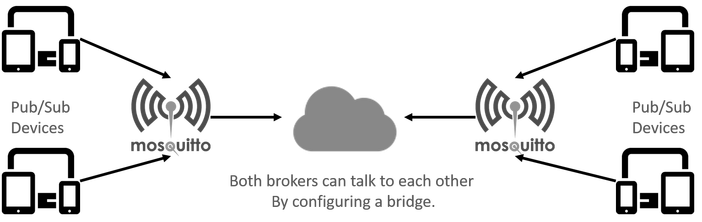 Pub/Sub
Devices
mosquitto
Both brokers can talk to each other
By configuring a bridge.
mosquitto
Pub/Sub
Devices